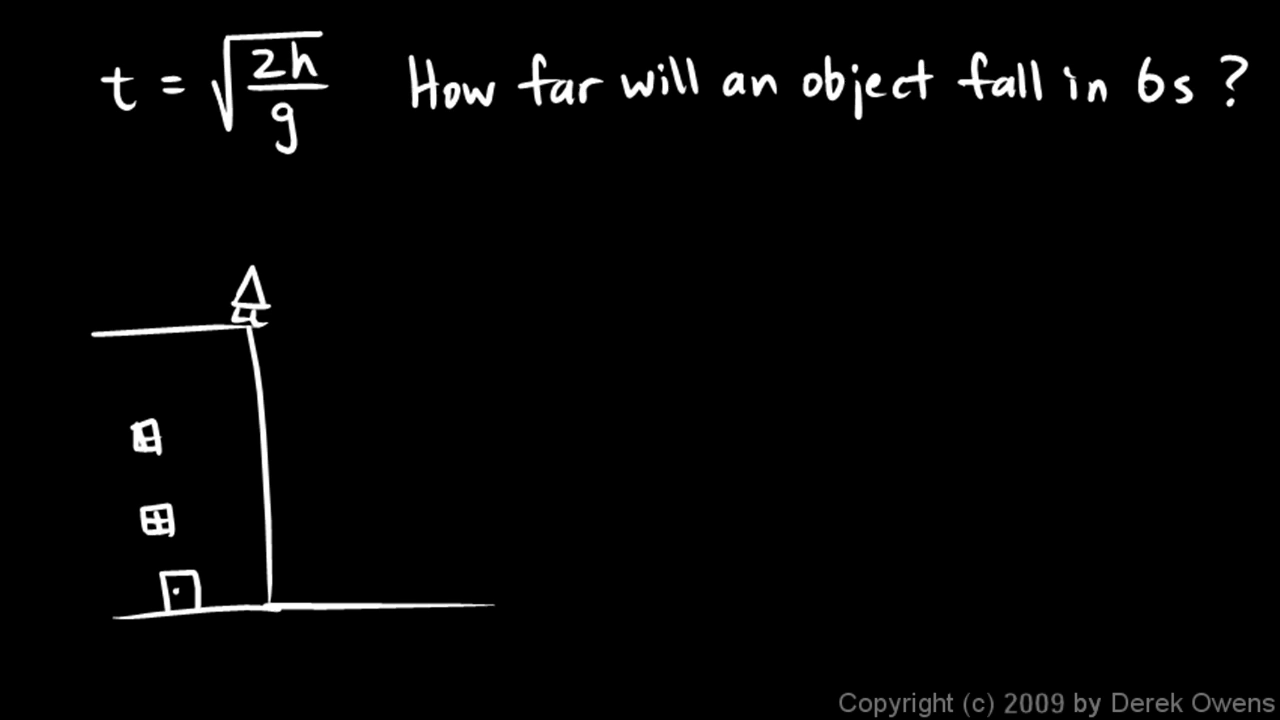 t = √(2h/g) How far will an object fall in 6s ?
Copyright (c) 2009 by Derek Owens